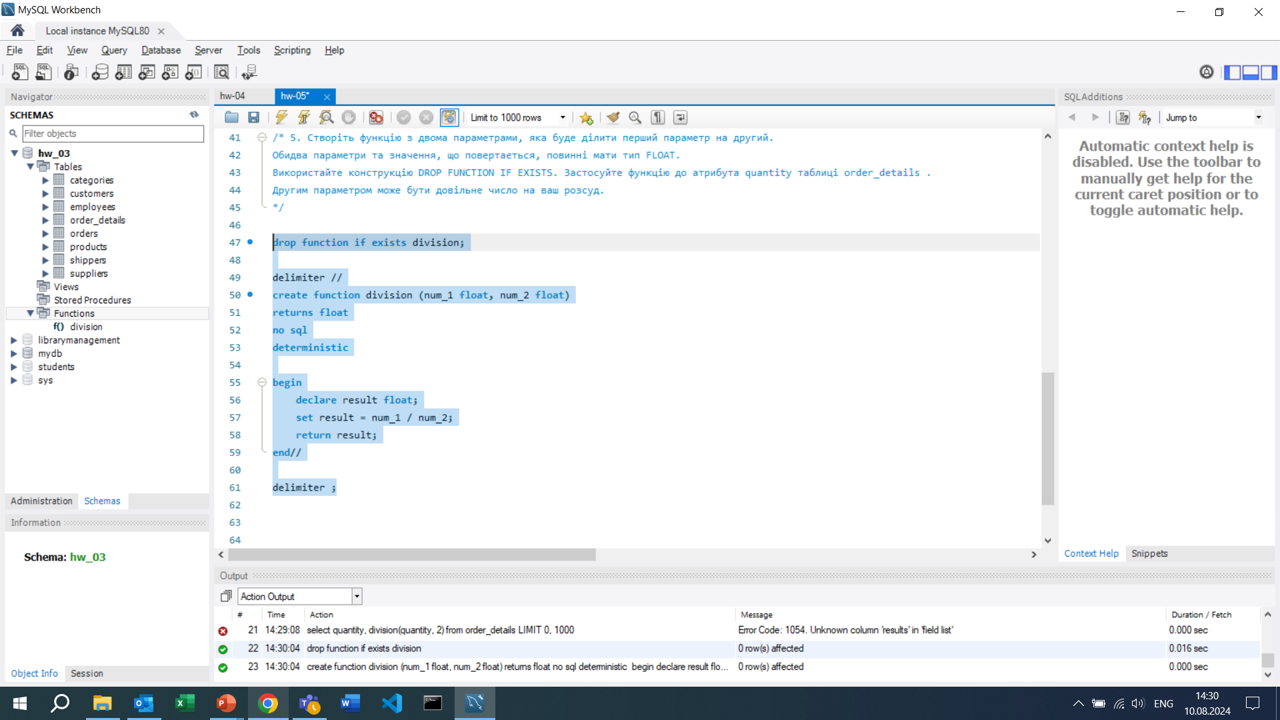 MySQL Workbench
Local instance MySQL80
File Edit View Query Database Server Tools Scripting Help
Navigator
SCHEMAS
Filter objects
hw_03
Tables
categories
customers
employees
order_details
orders
products
shippers
suppliers
Views
Stored Procedures
Functions
f() division
librarymanagement
mydb
students
sys
Administration Schemas
Information
Schema: hw_03
Object Info Session
hw-04 hw-05*
Limit to 1000 rows
41 /* 5. Створіть функцію з двома параметрами, яка буде ділити перший параметр на другий.
42 Обидва параметри та значення, що повертається, повинні мати тип FLOAT.
43 Використайте конструкцію DROP FUNCTION IF EXISTS. Застосуйте функцію до атрибута quantity таблиці order_details .
44 Другим параметром може бути довільне число на ваш розсуд.
45 */
46
47 drop function if exists division;
48
49 delimiter //
50 create function division (num_1 float, num_2 float)
51 returns float
52 no sql
53 deterministic
54
55 begin
56 declare result float;
57 set result = num_1 / num_2;
58 return result;
59 end//
60
61 delimiter ;
62
63
64
SQLAdditions
Jump to
Automatic context help is
disabled. Use the toolbar to
manually get help for the
current caret position or to
toggle automatic help.
Context Help Snippets
Output
Action Output
# Time Action Message Duration / Fetch
21 14:29:08 select quantity, division(quantity, 2) from order_details LIMIT 0, 1000 Error Code: 1054. Unknown column 'results' in 'field list' 0.000 sec
22 14:30:04 drop function if exists division 0 row(s) affected 0.016 sec
23 14:30:04 create function division (num_1 float, num_2 float) returns float no sql deterministic begin declare result flo... 0 row(s) affected 0.000 sec
ENG
14:30
10.08.2024